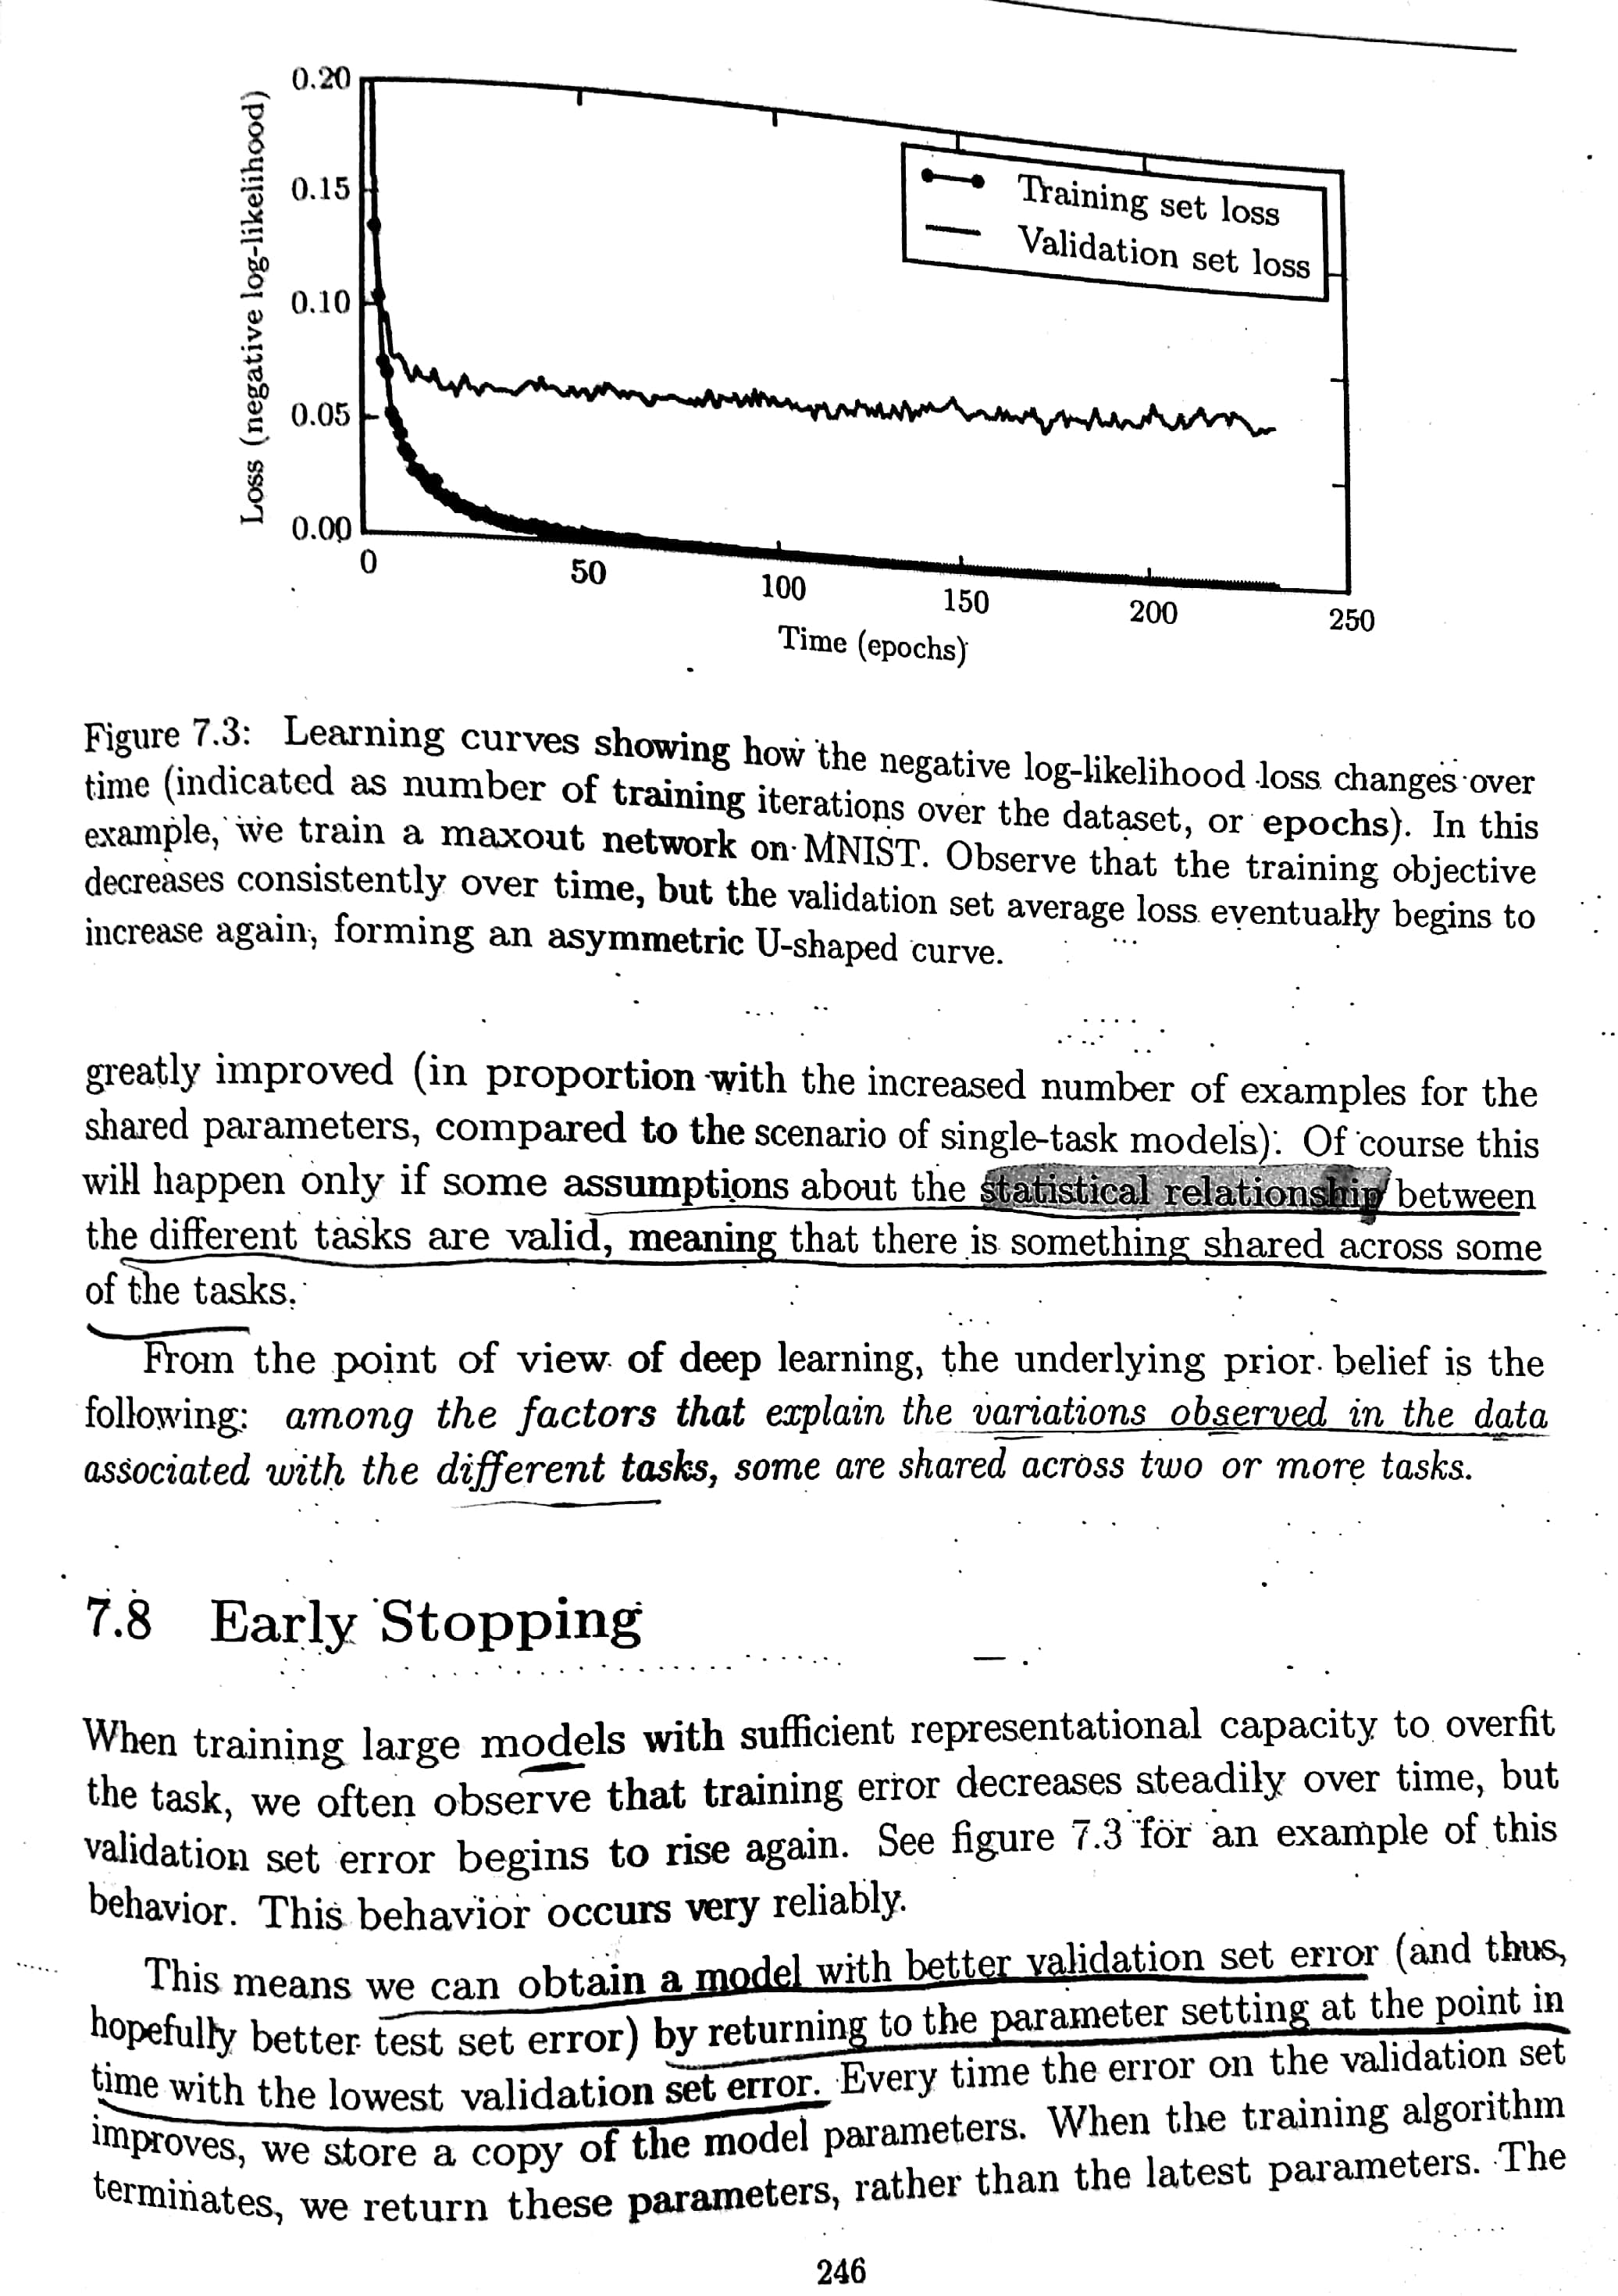 0.20
0.15
0.10
0.05
0.00
Loss (negative log-likelihood)
Training set loss
Validation set loss
0
50
100
150
200
250
Time (epochs)
Figure 7.3: Learning curves showing how the negative log-likelihood loss changes over
time (indicated as number of training iterations over the dataset, or epochs). In this
example, we train a maxout network on MNIST. Observe that the training objective
decreases consistently over time, but the validation set average loss eventually begins to
increase again, forming an asymmetric U-shaped curve.
greatly improved (in proportion with the increased number of examples for the
shared parameters, compared to the scenario of single-task models). Of course this
will happen only if some assumptions about the statistical relationship between
the different tasks are valid, meaning that there is something shared across some
of the tasks.
From the point of view of deep learning, the underlying prior belief is the
following: among the factors that explain the variations observed in the data
associated with the different tasks, some are shared across two or more tasks.
7.8 Early Stopping
When training large models with sufficient representational capacity to overfit
the task, we often observe that training error decreases steadily over time, but
validation set error begins to rise again. See figure 7.3 for an example of this
behavior. This behavior occurs very reliably.
This means we can obtain a model with better validation set error (and thus,
hopefully better test set error) by returning to the parameter setting at the point in
time with the lowest validation set error. Every time the error on the validation set
improves, we store a copy of the model parameters. When the training algorithm
terminates, we return these parameters, rather than the latest parameters. The
246